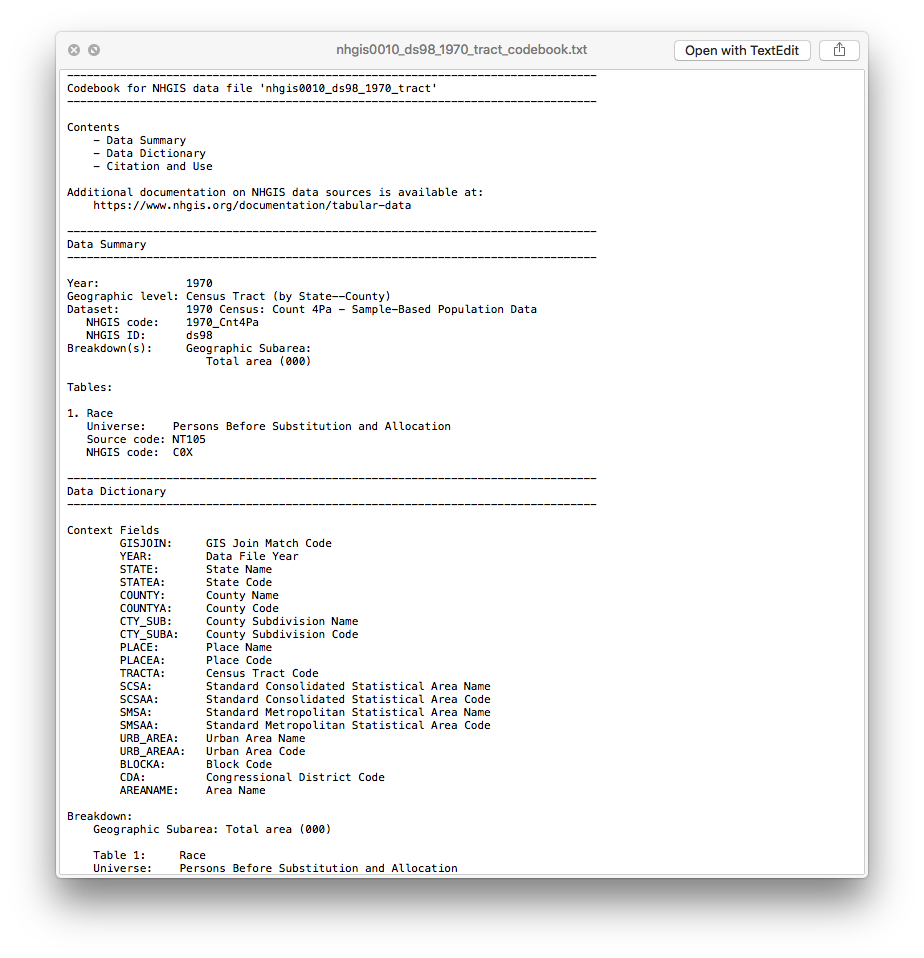 nhgis0010_ds98_1970_tract_codebook.txt
Open with TextEdit
--------------------------------------------------------------------------------
Codebook for NHGIS data file 'nhgis0010_ds98_1970_tract'
--------------------------------------------------------------------------------
Contents
- Data Summary
- Data Dictionary
- Citation and Use
Additional documentation on NHGIS data sources is available at:
https://www.nhgis.org/documentation/tabular-data
--------------------------------------------------------------------------------
Data Summary
--------------------------------------------------------------------------------
Year: 1970
Geographic level: Census Tract (by State--County)
Dataset: 1970 Census: Count 4Pa - Sample-Based Population Data
NHGIS code: 1970_Cnt4Pa
NHGIS ID: ds98
Breakdown(s): Geographic Subarea:
Total area (000)
Tables:
1. Race
Universe: Persons Before Substitution and Allocation
Source code: NT105
NHGIS code: C0X
--------------------------------------------------------------------------------
Data Dictionary
--------------------------------------------------------------------------------
Context Fields
GISJOIN: GIS Join Match Code
YEAR: Data File Year
STATE: State Name
STATEA: State Code
COUNTY: County Name
COUNTYA: County Code
CTY_SUB: County Subdivision Name
CTY_SUBA: County Subdivision Code
PLACE: Place Name
PLACEA: Place Code
TRACTA: Census Tract Code
SCSA: Standard Consolidated Statistical Area Name
SCSAA: Standard Consolidated Statistical Area Code
SMSA: Standard Metropolitan Statistical Area Name
SMSAA: Standard Metropolitan Statistical Area Code
URB_AREA: Urban Area Name
URB_AREAA: Urban Area Code
BLOCKA: Block Code
CDA: Congressional District Code
AREANAME: Area Name
Breakdown:
Geographic Subarea: Total area (000)
Table 1: Race
Universe: Persons Before Substitution and Allocation